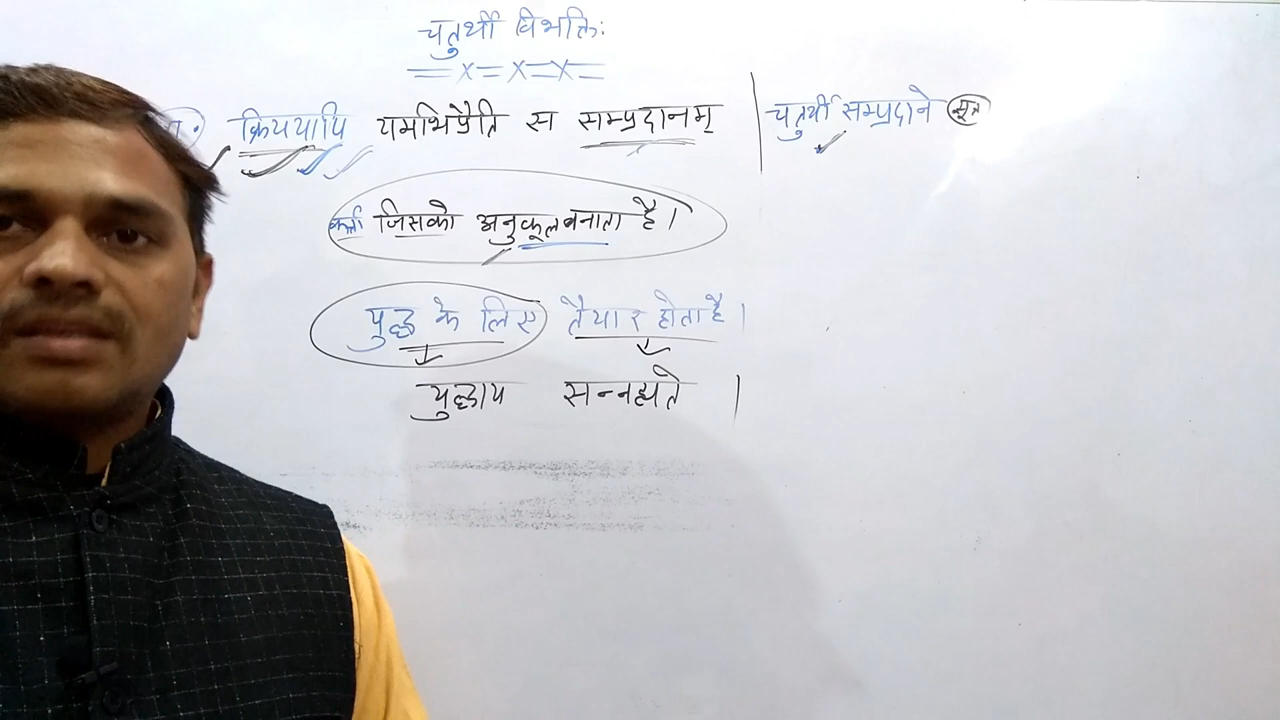 चतुर्थी विभक्तिः
क्रिययापि यमभिप्रैति स सम्प्रदानम् | चतुर्थी सम्प्रदाने सूत्र
कर्ता जिसको अनुकूल बनाता है।
युद्ध के लिए तैयार होता है।
युद्धाय सन्नह्यते ।